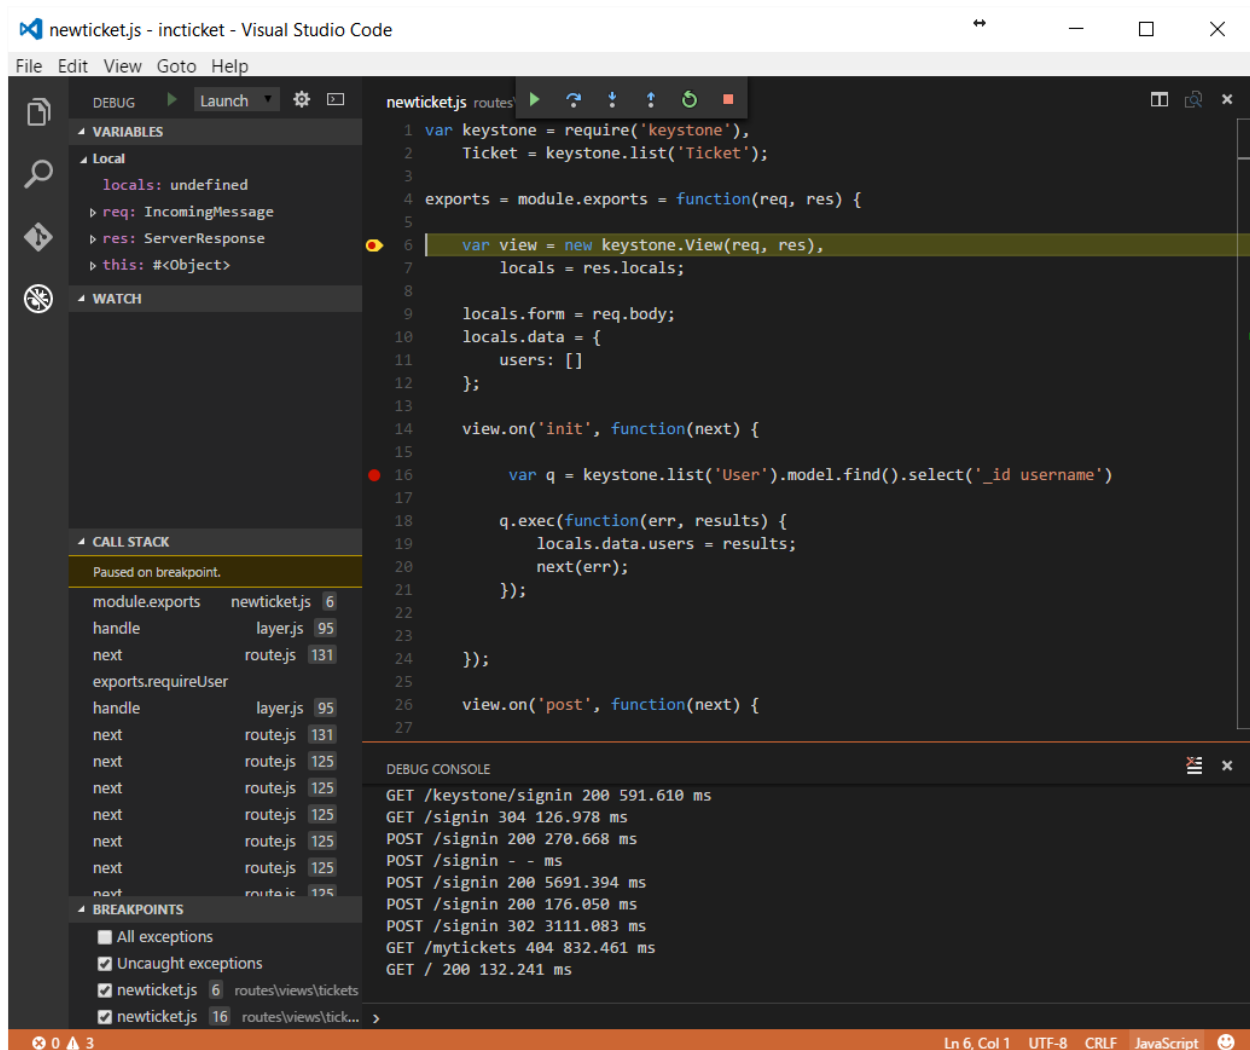 newticket.js - incticket - Visual Studio Code
File Edit View Goto Help
DEBUG Launch
VARIABLES
Local
locals: undefined
req: IncomingMessage
res: ServerResponse
this: #<Object>
WATCH
CALL STACK
Paused on breakpoint.
module.exports newticket.js 6
handle layer.js 95
next route.js 131
exports.requireUser
handle layer.js 95
next route.js 131
next route.js 125
next route.js 125
next route.js 125
next route.js 125
next route.js 125
next route.js 125
BREAKPOINTS
All exceptions
Uncaught exceptions
newticket.js 6 routes\views\tickets
newticket.js 16 routes\views\tick...
newticket.js routes\
1 var keystone = require('keystone'),
2     Ticket = keystone.list('Ticket');
3
4 exports = module.exports = function(req, res) {
5
6     var view = new keystone.View(req, res),
7         locals = res.locals;
8
9     locals.form = req.body;
10     locals.data = {
11         users: []
12     };
13
14     view.on('init', function(next) {
15
16          var q = keystone.list('User').model.find().select('_id username')
17
18         q.exec(function(err, results) {
19             locals.data.users = results;
20             next(err);
21         });
22
23
24     });
25
26     view.on('post', function(next) {
27
DEBUG CONSOLE
GET /keystone/signin 200 591.610 ms
GET /signin 304 126.978 ms
POST /signin 200 270.668 ms
POST /signin - - ms
POST /signin 200 5691.394 ms
POST /signin 200 176.050 ms
POST /signin 302 3111.083 ms
GET /mytickets 404 832.461 ms
GET / 200 132.241 ms
>
0 3 Ln 6, Col 1 UTF-8 CRLF JavaScript